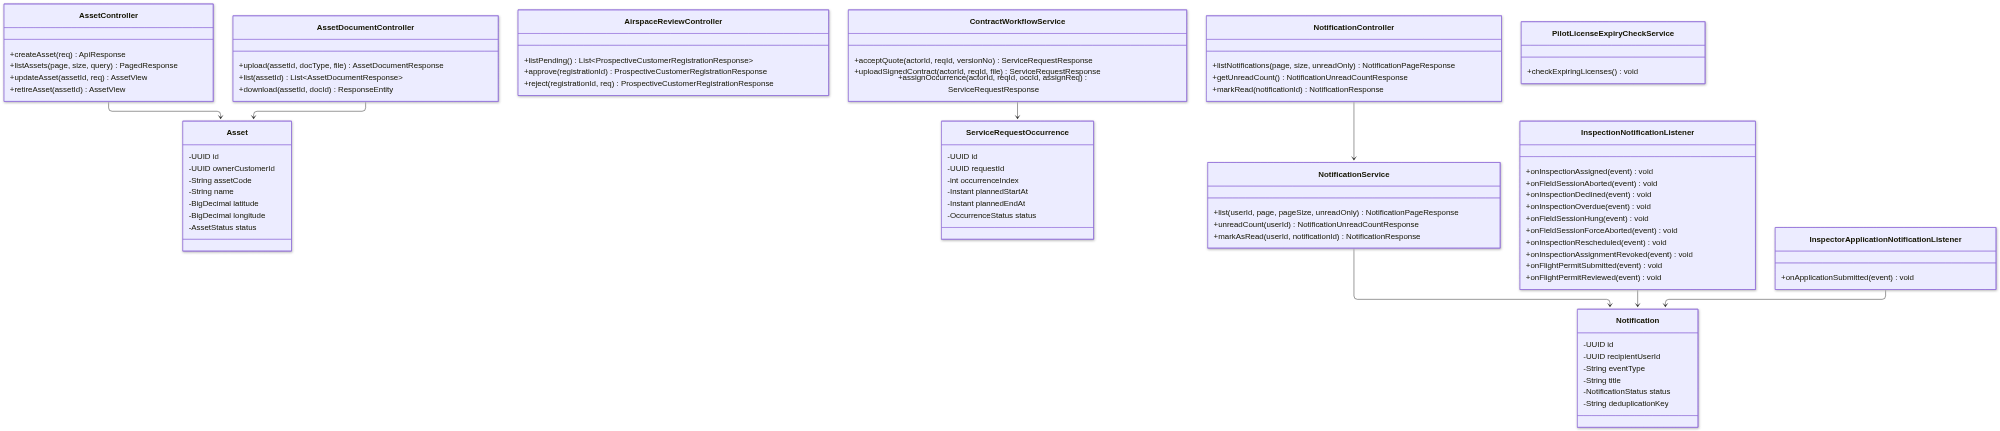 AssetController
+createAsset(req) : ApiResponse
+listAssets(page, size, query) : PagedResponse
+updateAsset(assetId, req) : AssetView
+retireAsset(assetId) : AssetView
AssetDocumentController
+upload(assetId, docType, file) : AssetDocumentResponse
+list(assetId) : List<AssetDocumentResponse>
+download(assetId, docId) : ResponseEntity
AirspaceReviewController
+listPending() : List<ProspectiveCustomerRegistrationResponse>
+approve(registrationId) : ProspectiveCustomerRegistrationResponse
+reject(registrationId, req) : ProspectiveCustomerRegistrationResponse
ContractWorkflowService
+acceptQuote(actorId, reqId, versionNo) : ServiceRequestResponse
+uploadSignedContract(actorId, reqId, file) : ServiceRequestResponse
+assignOccurrence(actorId, reqId, occId, assignReq) :
ServiceRequestResponse
NotificationController
+listNotifications(page, size, unreadOnly) : NotificationPageResponse
+getUnreadCount() : NotificationUnreadCountResponse
+markRead(notificationId) : NotificationResponse
PilotLicenseExpiryCheckService
+checkExpiringLicenses() : void
Asset
-UUID id
-UUID ownerCustomerId
-String assetCode
-String name
-BigDecimal latitude
-BigDecimal longitude
-AssetStatus status
ServiceRequestOccurrence
-UUID id
-UUID requestId
-int occurrenceIndex
-Instant plannedStartAt
-Instant plannedEndAt
-OccurrenceStatus status
NotificationService
+list(userId, page, pageSize, unreadOnly) : NotificationPageResponse
+unreadCount(userId) : NotificationUnreadCountResponse
+markAsRead(userId, notificationId) : NotificationResponse
InspectionNotificationListener
+onInspectionAssigned(event) : void
+onFieldSessionAborted(event) : void
+onInspectionDeclined(event) : void
+onInspectionOverdue(event) : void
+onFieldSessionHung(event) : void
+onFieldSessionForceAborted(event) : void
+onInspectionRescheduled(event) : void
+onInspectionAssignmentRevoked(event) : void
+onFlightPermitSubmitted(event) : void
+onFlightPermitReviewed(event) : void
InspectorApplicationNotificationListener
+onApplicationSubmitted(event) : void
Notification
-UUID id
-UUID recipientUserId
-String eventType
-String title
-NotificationStatus status
-String deduplicationKey